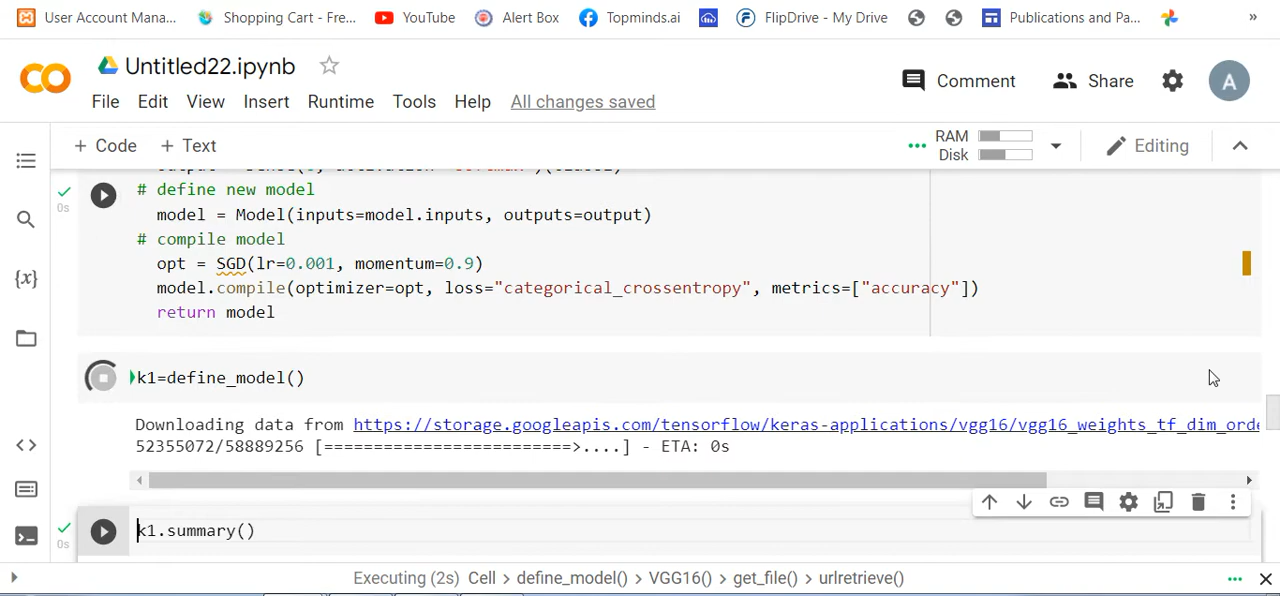 User Account Mana... Shopping Cart - Fre... YouTube Alert Box Topminds.ai FlipDrive - My Drive Publications and Pa... »
CO Untitled22.ipynb Comment Share A
File Edit View Insert Runtime Tools Help All changes saved
+ Code + Text RAM Disk Editing
# define new model
0s
model = Model(inputs=model.inputs, outputs=output)
# compile model
opt = SGD(lr=0.001, momentum=0.9)
{x}
model.compile(optimizer=opt, loss="categorical_crossentropy", metrics=["accuracy"])
return model
k1=define_model()
Downloading data from https://storage.googleapis.com/tensorflow/keras-applications/vgg16/vgg16_weights_tf_dim_orde
52355072/58889256 [=========================>....] - ETA: 0s
k1.summary()
0s
Executing (2s) Cell > define_model() > VGG16() > get_file() > urlretrieve()